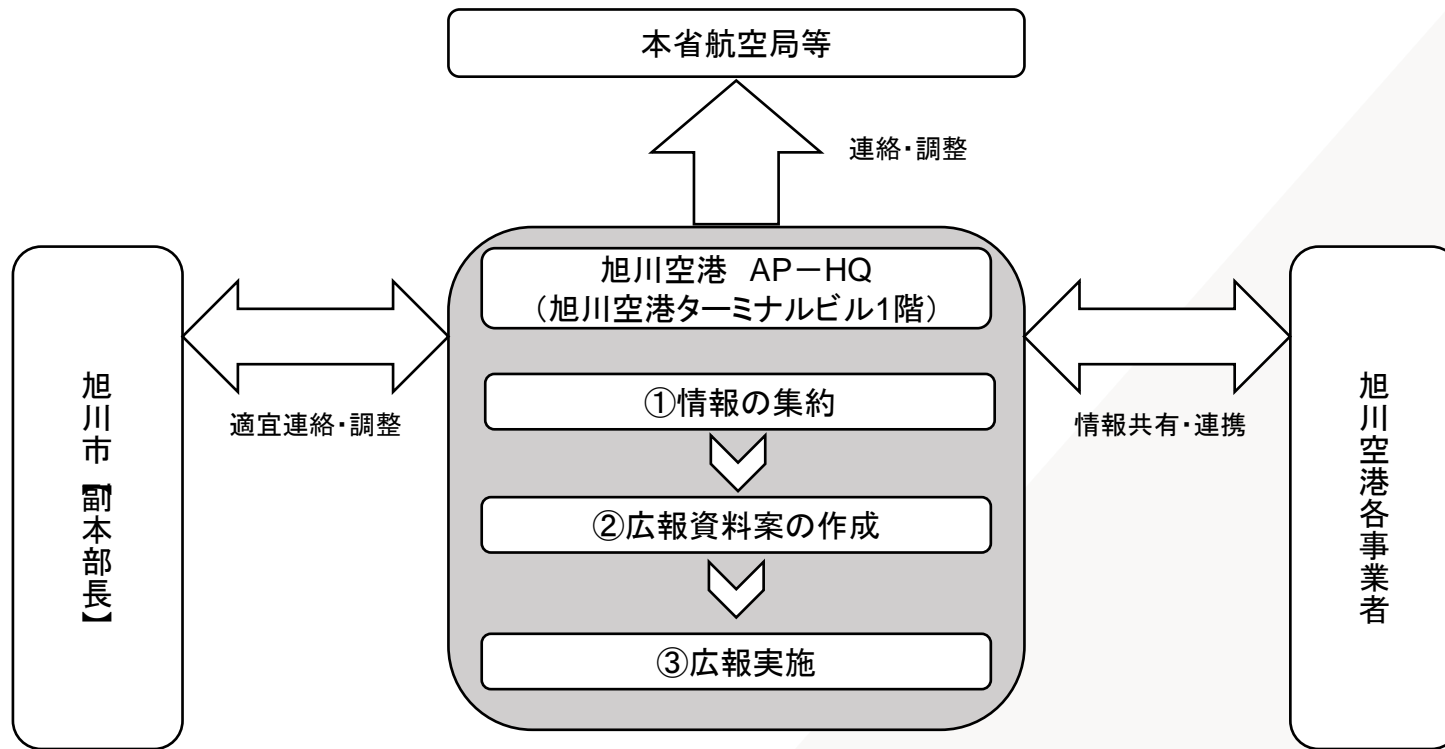 本省航空局等
連絡・調整
旭川空港　AP－HQ
（旭川空港ターミナルビル1階）
①情報の集約
②広報資料案の作成
③広報実施
旭川市【副本部長】
適宜連絡・調整
情報共有・連携
旭川空港各事業者